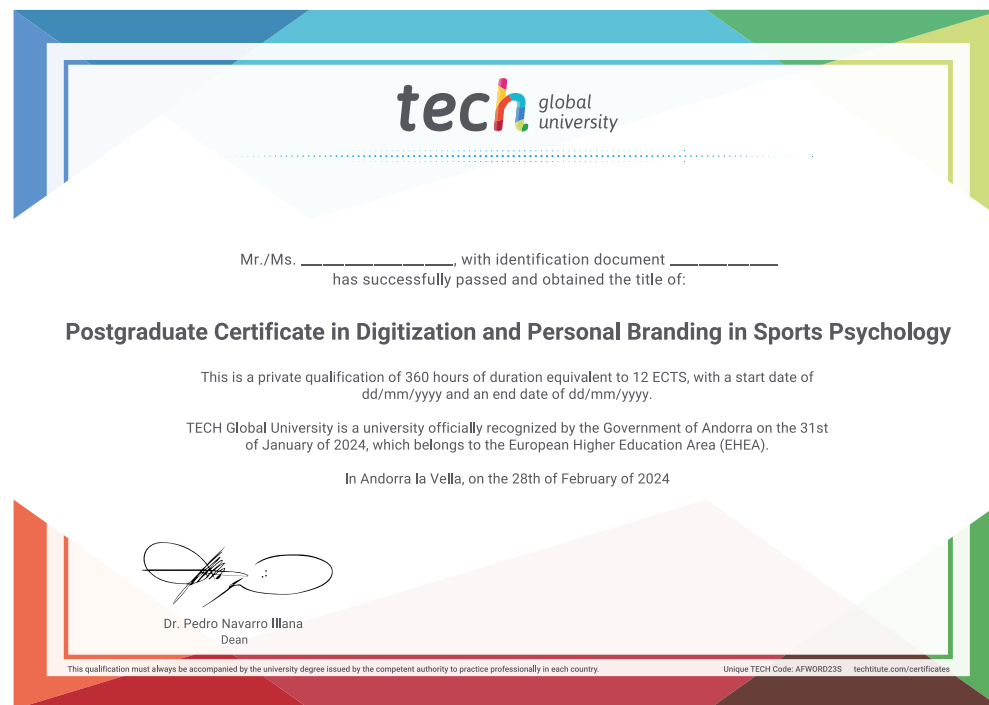 tech global university
Mr./Ms. ________________, with identification document ____________
has successfully passed and obtained the title of:
Postgraduate Certificate in Digitization and Personal Branding in Sports Psychology
This is a private qualification of 360 hours of duration equivalent to 12 ECTS, with a start date of
dd/mm/yyyy and an end date of dd/mm/yyyy.
TECH Global University is a university officially recognized by the Government of Andorra on the 31st
of January of 2024, which belongs to the European Higher Education Area (EHEA).
In Andorra la Vella, on the 28th of February of 2024
Dr. Pedro Navarro Illana
Dean
This qualification must always be accompanied by the university degree issued by the competent authority to practice professionally in each country.
Unique TECH Code: AFWORD23S techtitute.com/certificates